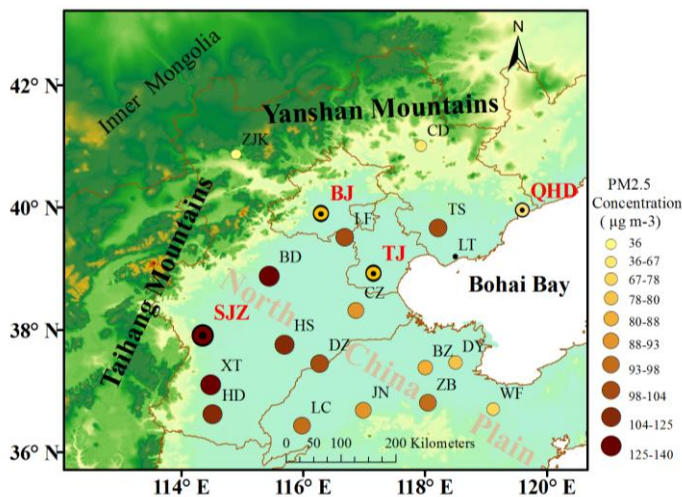 N
42° N
Inner Mongolia
Yanshan Mountains
ZJK
CD
40° N
BJ
QHD
LF
TS
TJ
LT
BD
Bohai Bay
Taihang Mountains
CZ
38° N
SJZ
North China Plain
HS
DZ
BZ
DY
XT
HD
JN
ZB
WF
LC
36° N
0 50 100 200 Kilometers
114° E 116° E 118° E 120° E
PM2.5
Concentration
( μg m-3)
36
36-67
67-78
78-80
80-88
88-93
93-98
98-104
104-125
125-140